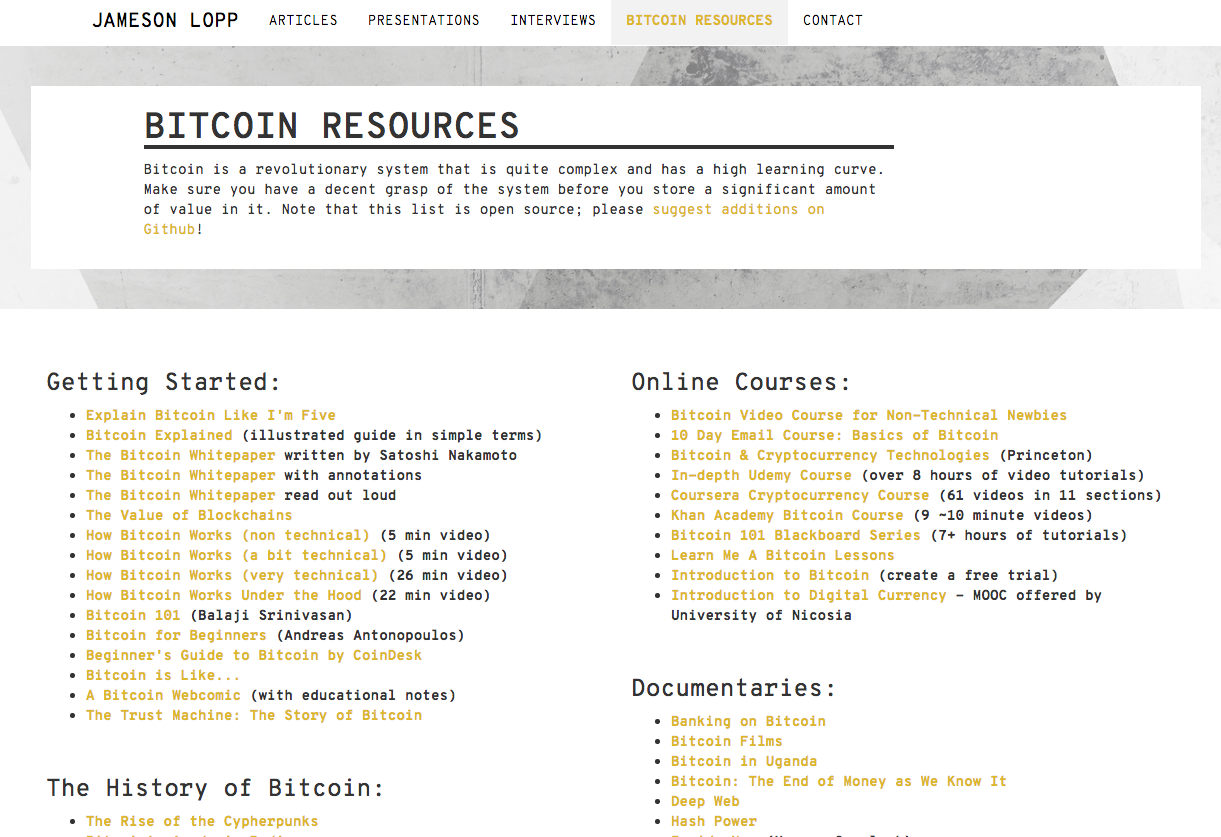 JAMESON LOPP ARTICLES PRESENTATIONS INTERVIEWS BITCOIN RESOURCES CONTACT
BITCOIN RESOURCES
Bitcoin is a revolutionary system that is quite complex and has a high learning curve.
Make sure you have a decent grasp of the system before you store a significant amount
of value in it. Note that this list is open source; please suggest additions on
Github!
Getting Started:
Explain Bitcoin Like I'm Five
Bitcoin Explained (illustrated guide in simple terms)
The Bitcoin Whitepaper written by Satoshi Nakamoto
The Bitcoin Whitepaper with annotations
The Bitcoin Whitepaper read out loud
The Value of Blockchains
How Bitcoin Works (non technical) (5 min video)
How Bitcoin Works (a bit technical) (5 min video)
How Bitcoin Works (very technical) (26 min video)
How Bitcoin Works Under the Hood (22 min video)
Bitcoin 101 (Balaji Srinivasan)
Bitcoin for Beginners (Andreas Antonopoulos)
Beginner's Guide to Bitcoin by CoinDesk
Bitcoin is Like...
A Bitcoin Webcomic (with educational notes)
The Trust Machine: The Story of Bitcoin
The History of Bitcoin:
The Rise of the Cypherpunks
Online Courses:
Bitcoin Video Course for Non-Technical Newbies
10 Day Email Course: Basics of Bitcoin
Bitcoin & Cryptocurrency Technologies (Princeton)
In-depth Udemy Course (over 8 hours of video tutorials)
Coursera Cryptocurrency Course (61 videos in 11 sections)
Khan Academy Bitcoin Course (9 ~10 minute videos)
Bitcoin 101 Blackboard Series (7+ hours of tutorials)
Learn Me A Bitcoin Lessons
Introduction to Bitcoin (create a free trial)
Introduction to Digital Currency - MOOC offered by
University of Nicosia
Documentaries:
Banking on Bitcoin
Bitcoin Films
Bitcoin in Uganda
Bitcoin: The End of Money as We Know It
Deep Web
Hash Power